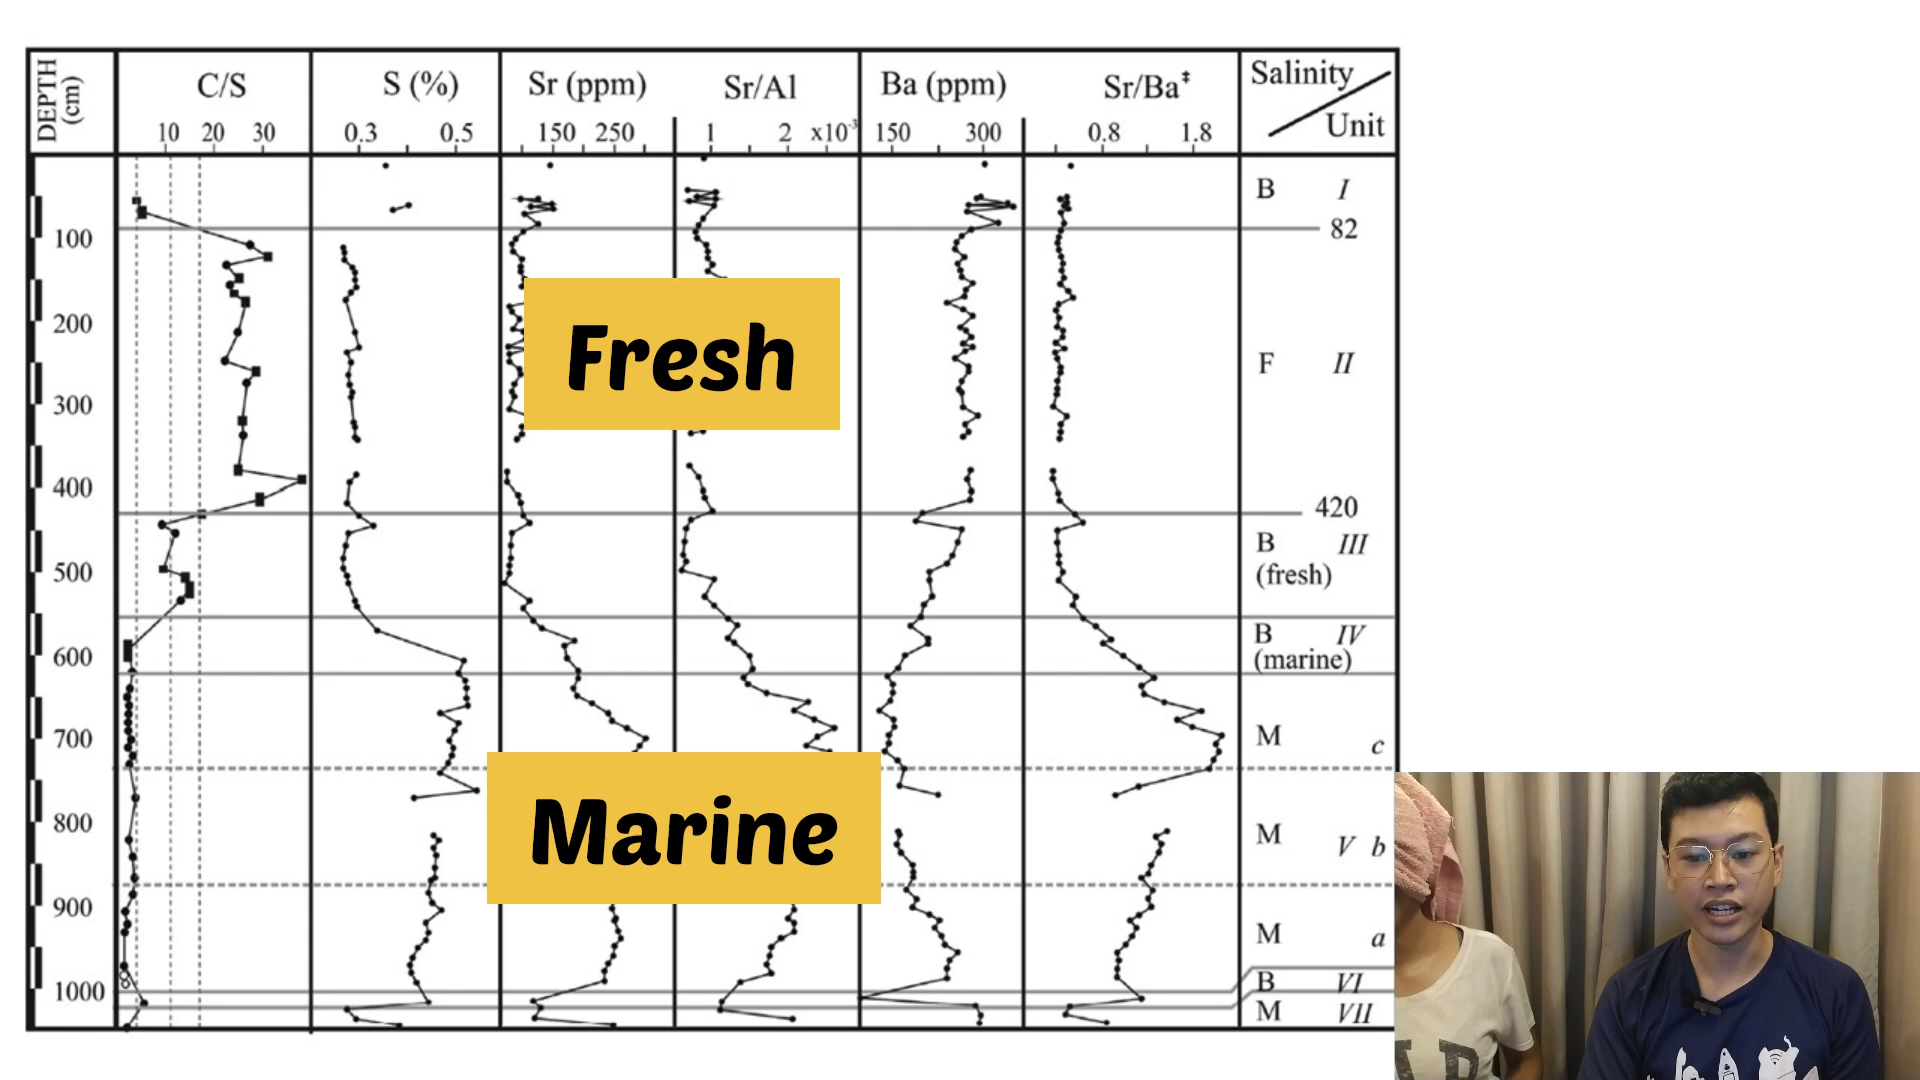 DEPTH (cm)
C/S
S (%)
Sr (ppm)
Sr/Al
Ba (ppm)
Sr/Ba‡
Salinity
Unit
10 20 30
0.3 0.5
150 250
1 2 x10⁻³
150 300
0.8 1.8
B I
82
100
200
300
400
500
600
700
800
900
1000
Fresh
F II
420
B III
(fresh)
B IV
(marine)
M c
Marine
M V b
M a
B VI
M VII